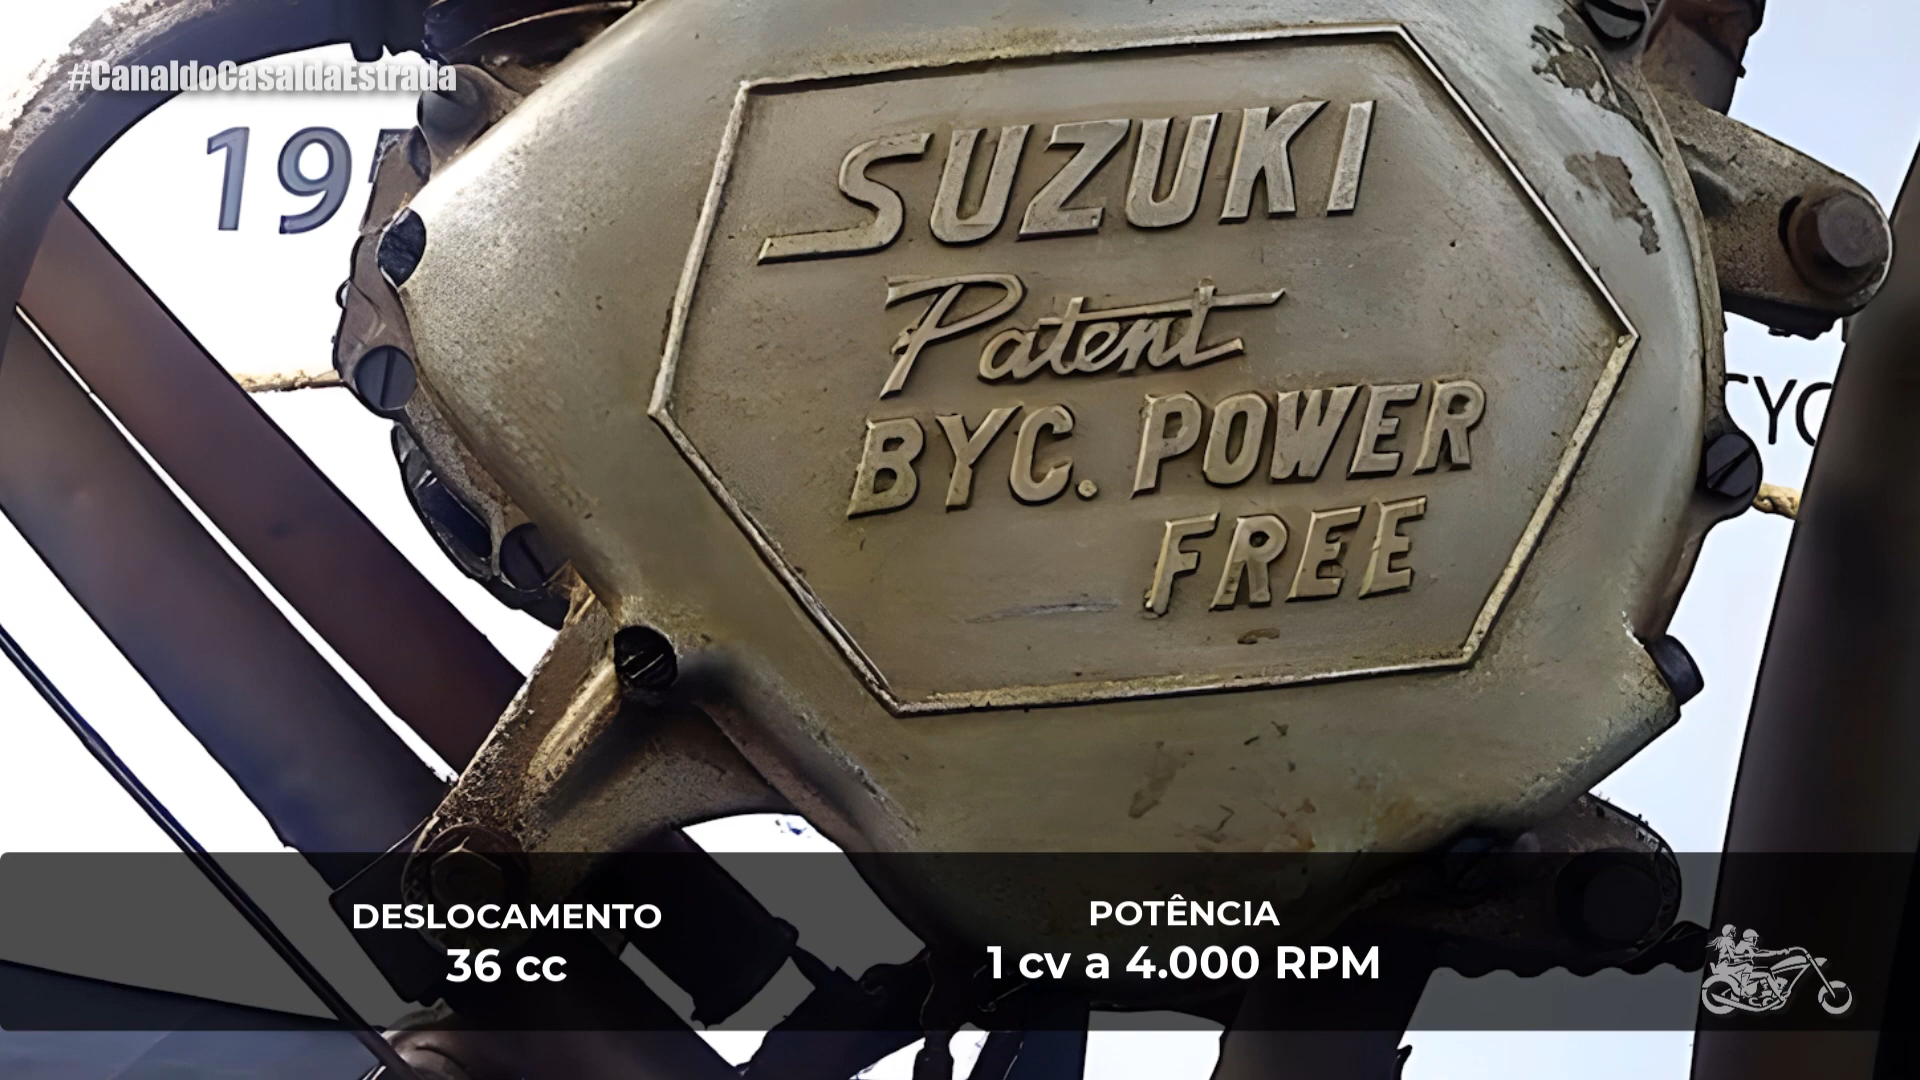 #CanaldoCasaldaEstrada
SUZUKI
Patent
BYC. POWER
FREE
DESLOCAMENTO
36 cc
POTÊNCIA
1 cv a 4.000 RPM